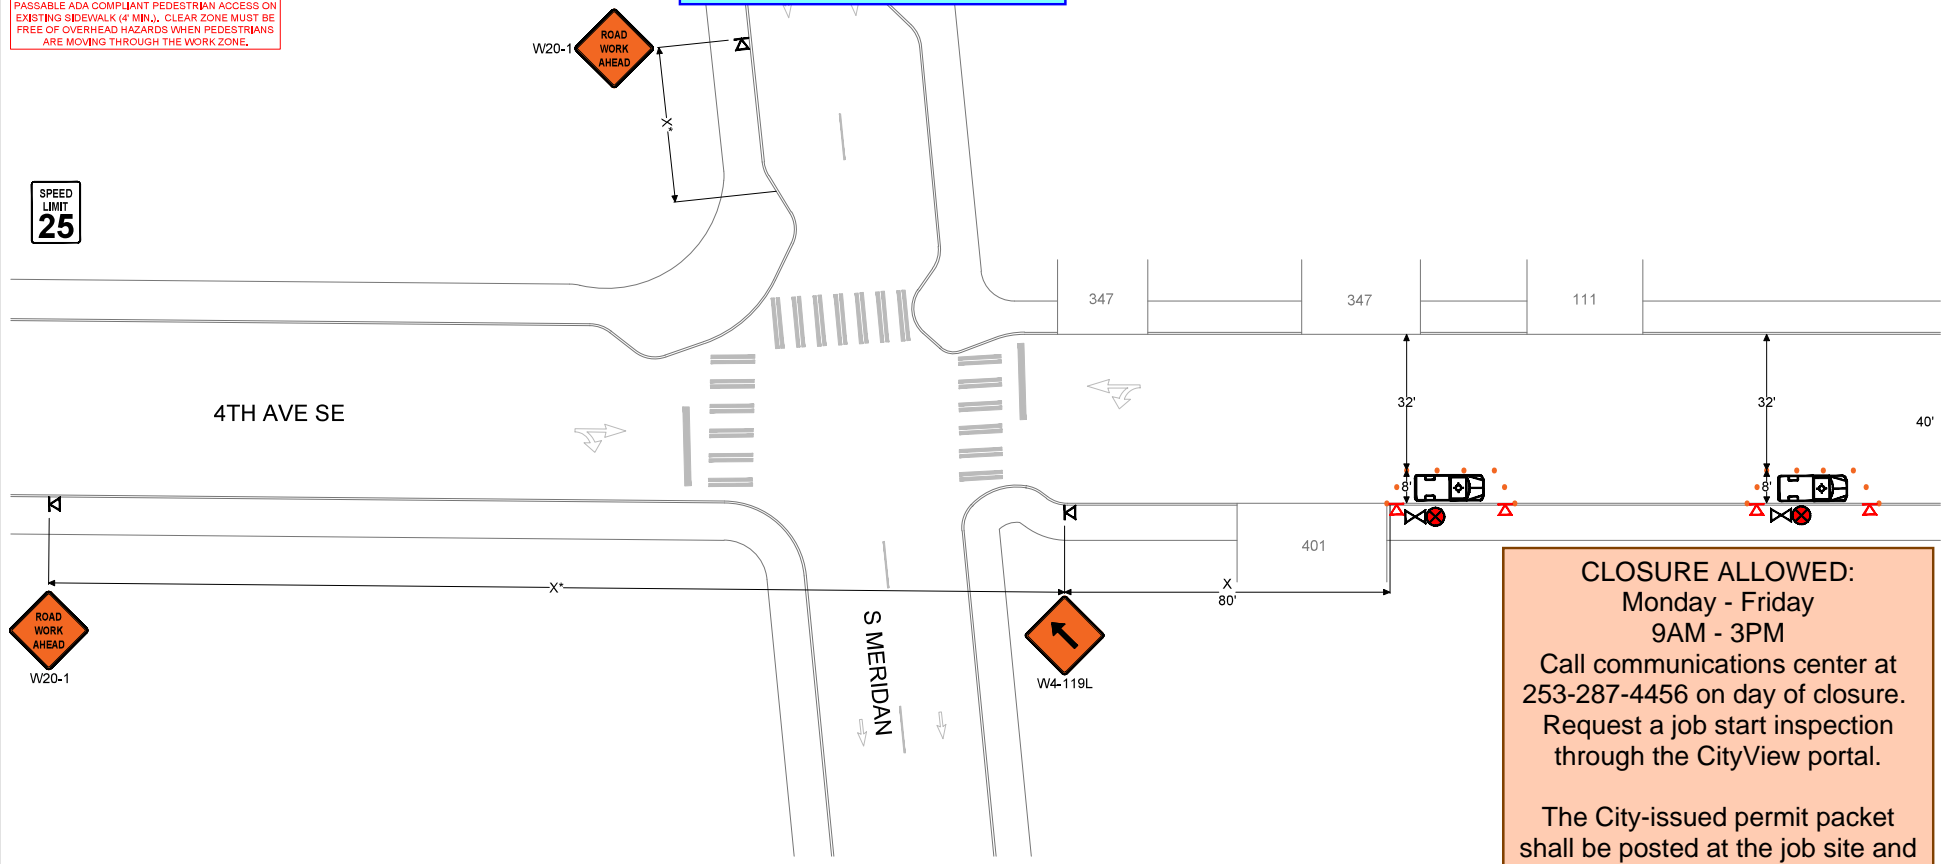 PASSABLE ADA COMPLIANT PEDESTRIAN ACCESS ON
EXISTING SIDEWALK (4' MIN.). CLEAR ZONE MUST BE
FREE OF OVERHEAD HAZARDS WHEN PEDESTRIANS
ARE MOVING THROUGH THE WORK ZONE.
W20-1
ROAD
WORK
AHEAD
X*
SPEED
LIMIT
25
347
347
111
4TH AVE SE
32'
32'
40'
8'
8'
401
X*
X
80'
ROAD
WORK
AHEAD
W20-1
W4-119L
S MERIDAN
CLOSURE ALLOWED:
Monday - Friday
9AM - 3PM
Call communications center at
253-287-4456 on day of closure.
Request a job start inspection
through the CityView portal.
The City-issued permit packet
shall be posted at the job site and